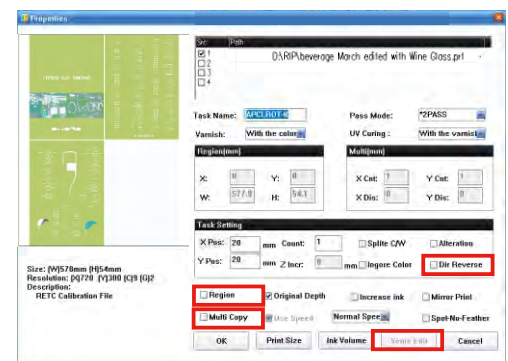 Properties
Src Path
1 D:\RIP\beverage March edited with Wine Glass.prt
2
3
4
Task Name: APCLROT-6 Pass Mode: *2PASS
Varnish: With the color UV Curing : With the varnish
Region[mm] Multi[mm]
X: 0 Y: 0 X Cnt: 1 Y Cnt: 1
W: 577.9 H: 54.1 X Dis: 0 Y Dis: 0
Task Setting
X Pos: 20 mm Count: 1 Splite C/W Alteration
Y Pos: 20 mm Z Incr: 0 mm Ingore Color Dir Reverse
Size: [W]578mm [H]54mm
Resolution: [X]720 [Y]300 [C]9 [G]2
Description:
RETC Calibration File
Region Original Depth Increase ink Mirror Print
Multi Copy Use Speed Normal Spee Spot-No-Feather
OK Print Size Ink Volume Cancel